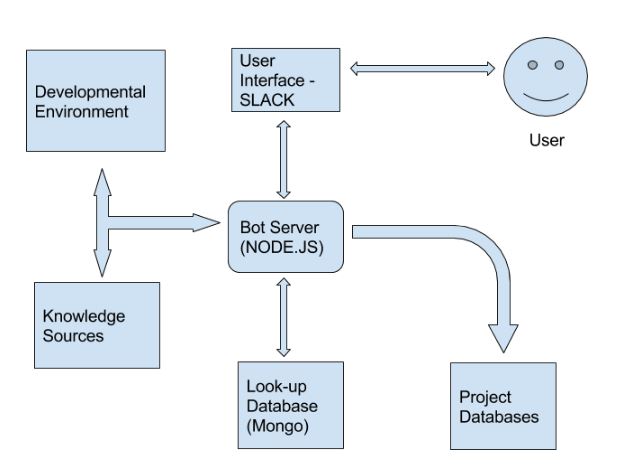 Developmental
Environment
User
Interface -
SLACK
User
Bot Server
(NODE.JS)
Knowledge
Sources
Look-up
Database
(Mongo)
Project
Databases